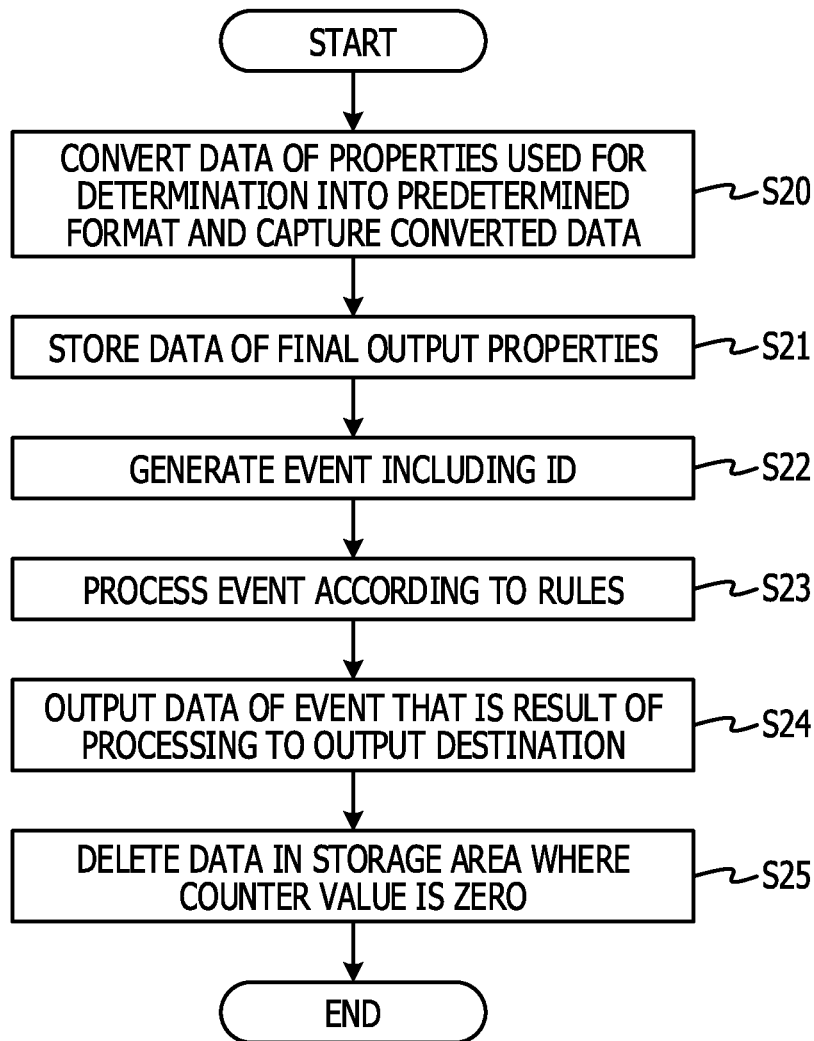 START
CONVERT DATA OF PROPERTIES USED FOR
DETERMINATION INTO PREDETERMINED
FORMAT AND CAPTURE CONVERTED DATA
S20
STORE DATA OF FINAL OUTPUT PROPERTIES
S21
GENERATE EVENT INCLUDING ID
S22
PROCESS EVENT ACCORDING TO RULES
S23
OUTPUT DATA OF EVENT THAT IS RESULT OF
PROCESSING TO OUTPUT DESTINATION
S24
DELETE DATA IN STORAGE AREA WHERE
COUNTER VALUE IS ZERO
S25
END